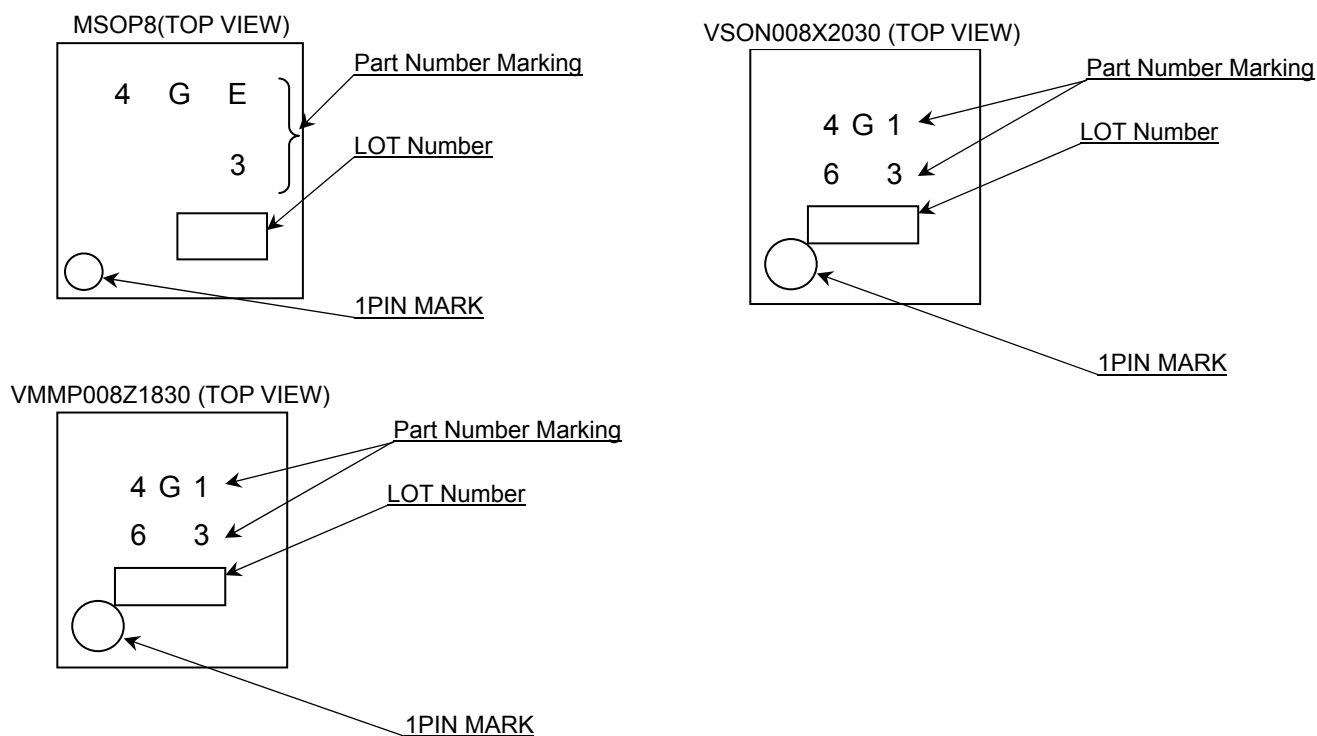 MSOP8(TOP VIEW)
4 G E
3
Part Number Marking
LOT Number
1PIN MARK
VSON008X2030 (TOP VIEW)
4 G 1
6 3
Part Number Marking
LOT Number
1PIN MARK
VMMP008Z1830 (TOP VIEW)
4 G 1
6 3
Part Number Marking
LOT Number
1PIN MARK